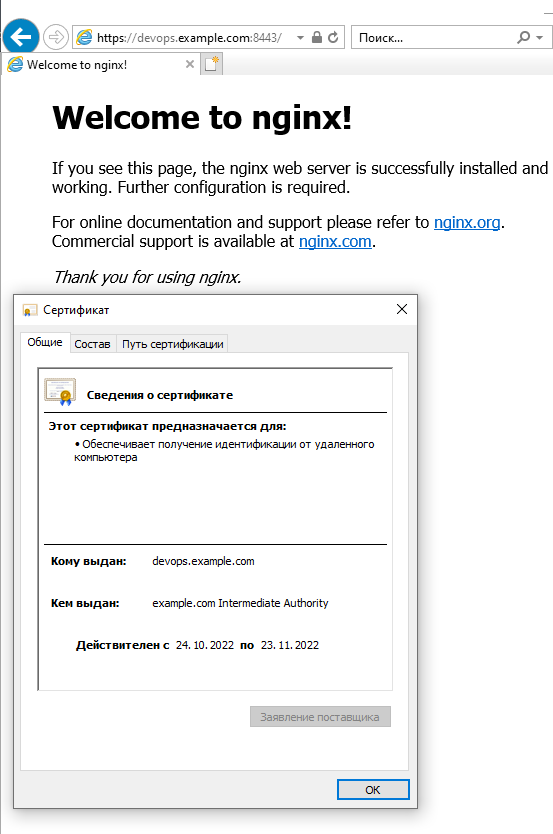 https://devops.example.com:8443/
Поиск...
Welcome to nginx!
Welcome to nginx!
If you see this page, the nginx web server is successfully installed and
working. Further configuration is required.
For online documentation and support please refer to nginx.org.
Commercial support is available at nginx.com.
Thank you for using nginx.
Сертификат
Общие Состав Путь сертификации
Сведения о сертификате
Этот сертификат предназначается для:
• Обеспечивает получение идентификации от удаленного
компьютера
Кому выдан: devops.example.com
Кем выдан: example.com Intermediate Authority
Действителен с 24.10.2022 по 23.11.2022
Заявление поставщика
ОК